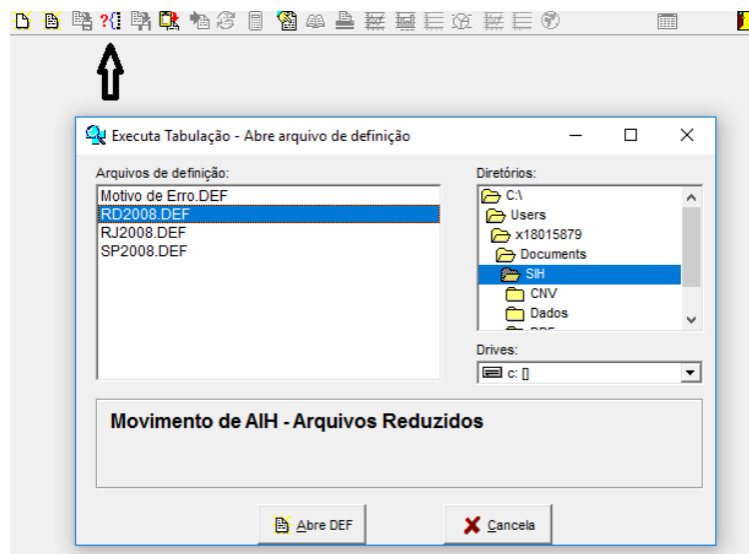 ?{
Executa Tabulação - Abre arquivo de definição
Arquivos de definição:
Motivo de Erro.DEF
RD2008.DEF
RJ2008.DEF
SP2008.DEF
Diretórios:
C:\
Users
x18015879
Documents
SIH
CNV
Dados
Drives:
c: []
Movimento de AIH - Arquivos Reduzidos
Abre DEF
Cancela